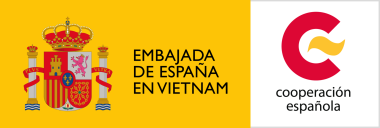 EMBAJADA
DE ESPAÑA
EN VIETNAM
cooperación
española